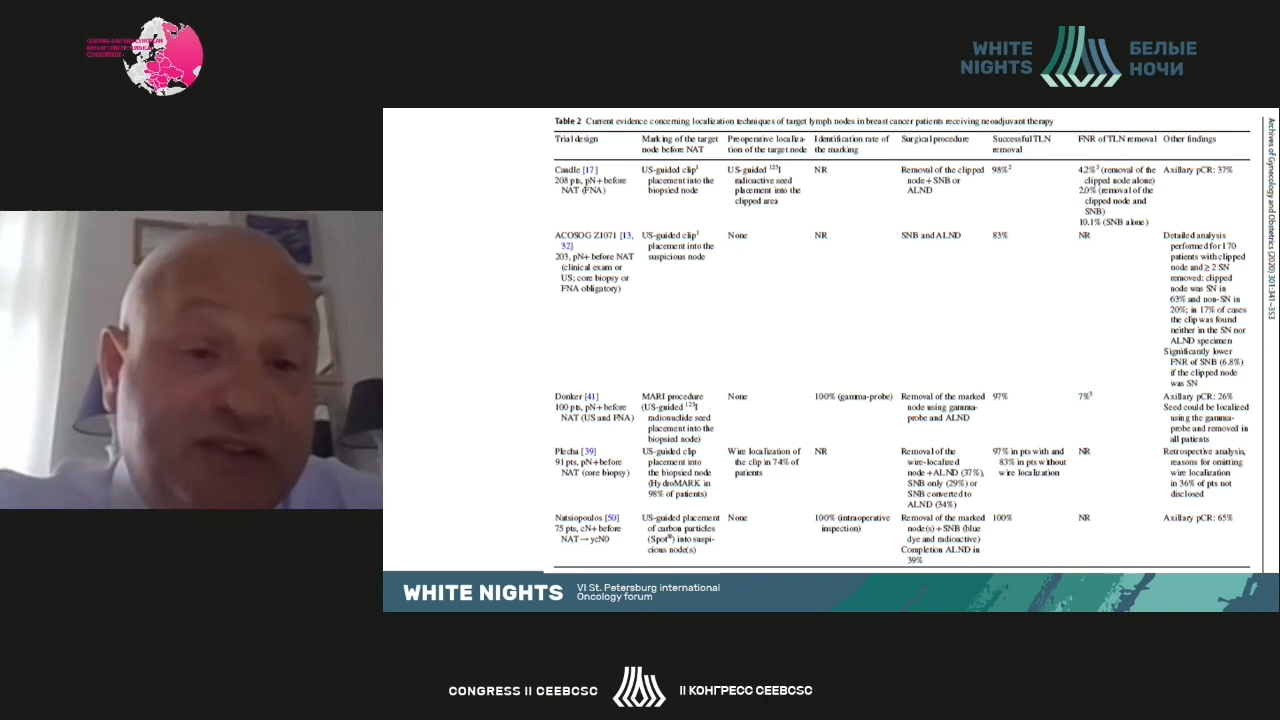 CENTRAL-EASTERN EUROPEAN
BREAST CANCER SURGICAL
CONSORTIUM
WHITE
NIGHTS
БЕЛЫЕ
НОЧИ
Table 2 Current evidence concerning localization techniques of target lymph nodes in breast cancer patients receiving neoadjuvant therapy
Trial design
Marking of the target
node before NAT
Preoperative localiza-
tion of the target node
Identification rate of
the marking
Surgical procedure
Successful TLN
removal
FNR of TLN removal
Other findings
Caudle [17]
208 pts, pN+ before
NAT (FNA)
US-guided clip¹
placement into the
biopsied node
US-guided ¹²⁵I
radioactive seed
placement into the
clipped area
NR
Removal of the clipped
node + SNB or
ALND
98%²
4.2%³ (removal of the
clipped node alone)
2.0% (removal of the
clipped node and
SNB)
10.1% (SNB alone)
Axillary pCR: 37%
ACOSOG Z1071 [13,
32]
203, pN+ before NAT
(clinical exam or
US; core biopsy or
FNA obligatory)
US-guided clip¹
placement into the
suspicious node
None
NR
SNB and ALND
83%
NR
Detailed analysis
performed for 170
patients with clipped
node and ≥ 2 SN
removed: clipped
node was SN in
63% and non-SN in
20%; in 17% of cases
the clip was found
neither in the SN nor
ALND specimen
Significantly lower
FNR of SNB (6.8%)
if the clipped node
was SN
Donker [41]
100 pts, pN+ before
NAT (US and FNA)
MARI procedure
(US-guided ¹²⁵I
radionuclide seed
placement into the
biopsied node)
None
100% (gamma-probe)
Removal of the marked
node using gamma-
probe and ALND
97%
7%³
Axillary pCR: 26%
Seed could be localized
using the gamma-
probe and removed in
all patients
Plecha [39]
91 pts, pN+ before
NAT (core biopsy)
US-guided clip
placement into
the biopsied node
(HydroMARK in
98% of patients)
Wire localization of
the clip in 74% of
patients
NR
Removal of the
wire-localized
node + ALND (37%),
SNB only (29%) or
SNB converted to
ALND (34%)
97% in pts with and
83% in pts without
wire localization
NR
Retrospective analysis,
reasons for omitting
wire localization
in 36% of pts not
disclosed
Natsiopoulos [50]
75 pts, cN+ before
NAT → ycN0
US-guided placement
of carbon particles
(Spot®) into suspi-
cious node(s)
None
100% (intraoperative
inspection)
Removal of the marked
node(s) + SNB (blue
dye and radioactive)
Completion ALND in
39%
100%
NR
Axillary pCR: 65%
Archives of Gynecology and Obstetrics (2020) 301:341–353
WHITE NIGHTS
VI St. Petersburg international
Oncology forum
CONGRESS II CEEBCSC
II КОНГРЕСС CEEBCSC